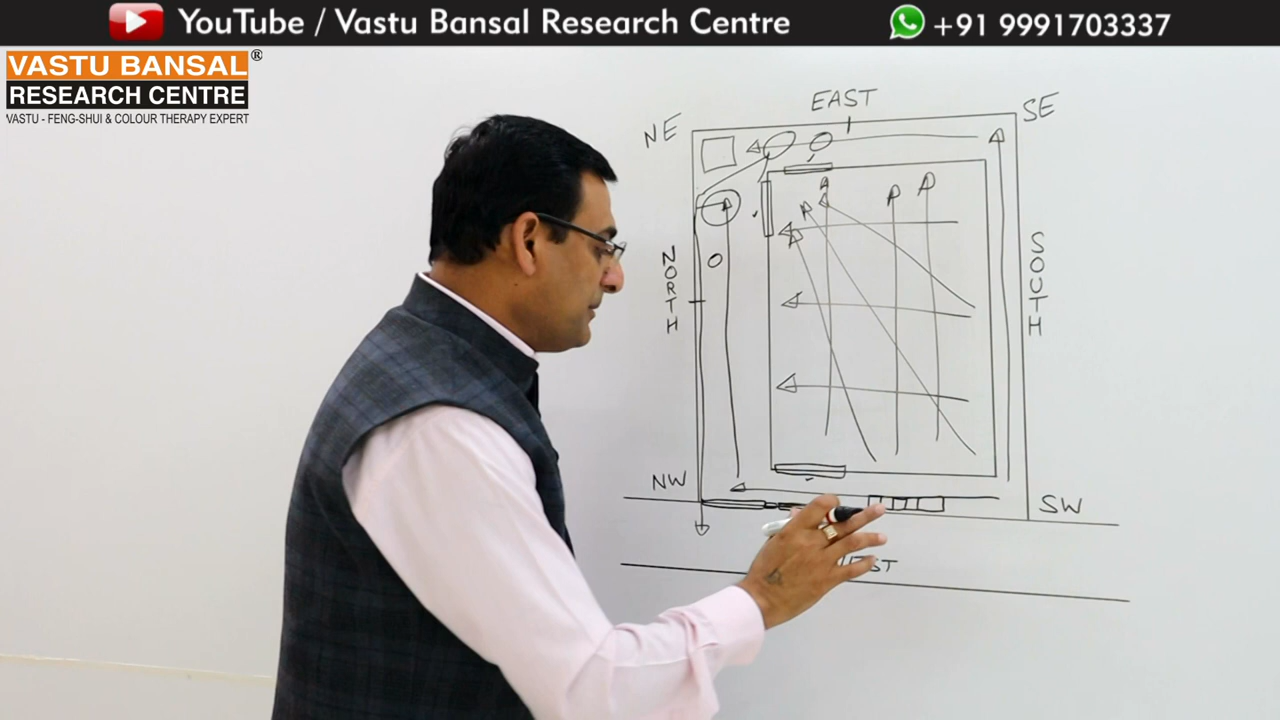 YouTube / Vastu Bansal Research Centre
+91 9991703337
VASTU BANSAL®
RESEARCH CENTRE
VASTU - FENG-SHUI & COLOUR THERAPY EXPERT
EAST
NE
SE
NORTH
SOUTH
NW
SW